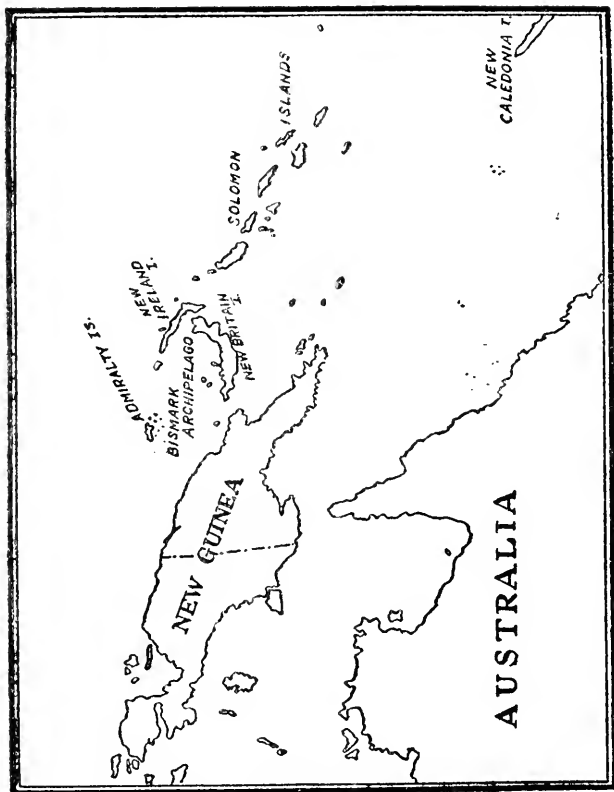 ADMIRALTY IS.
NEW
IRELAND
I.
BISMARK
ARCHIPELAGO
NEW BRITAIN
I.
SOLOMON
ISLANDS
NEW GUINEA
NEW
CALEDONIA T.
AUSTRALIA